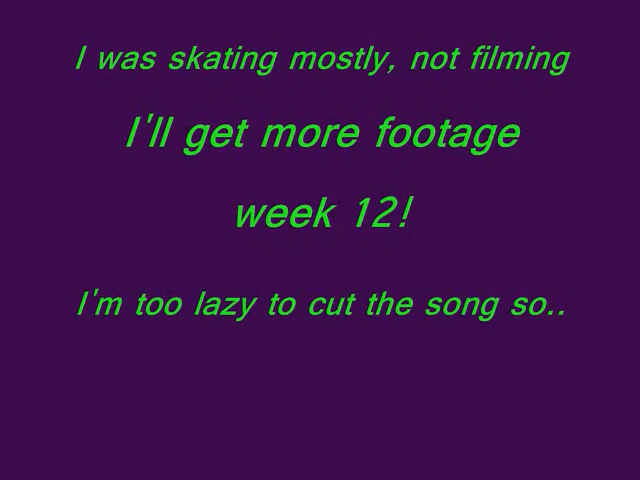 I was skating mostly, not filming
I'll get more footage
week 12!
I'm too lazy to cut the song so..